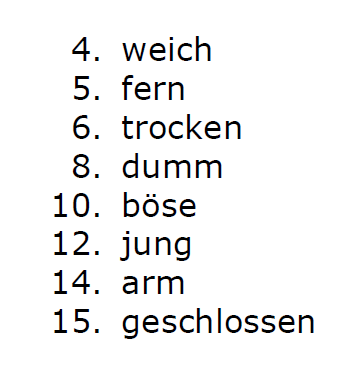 4. weich
5. fern
6. trocken
8. dumm
10. böse
12. jung
14. arm
15. geschlossen